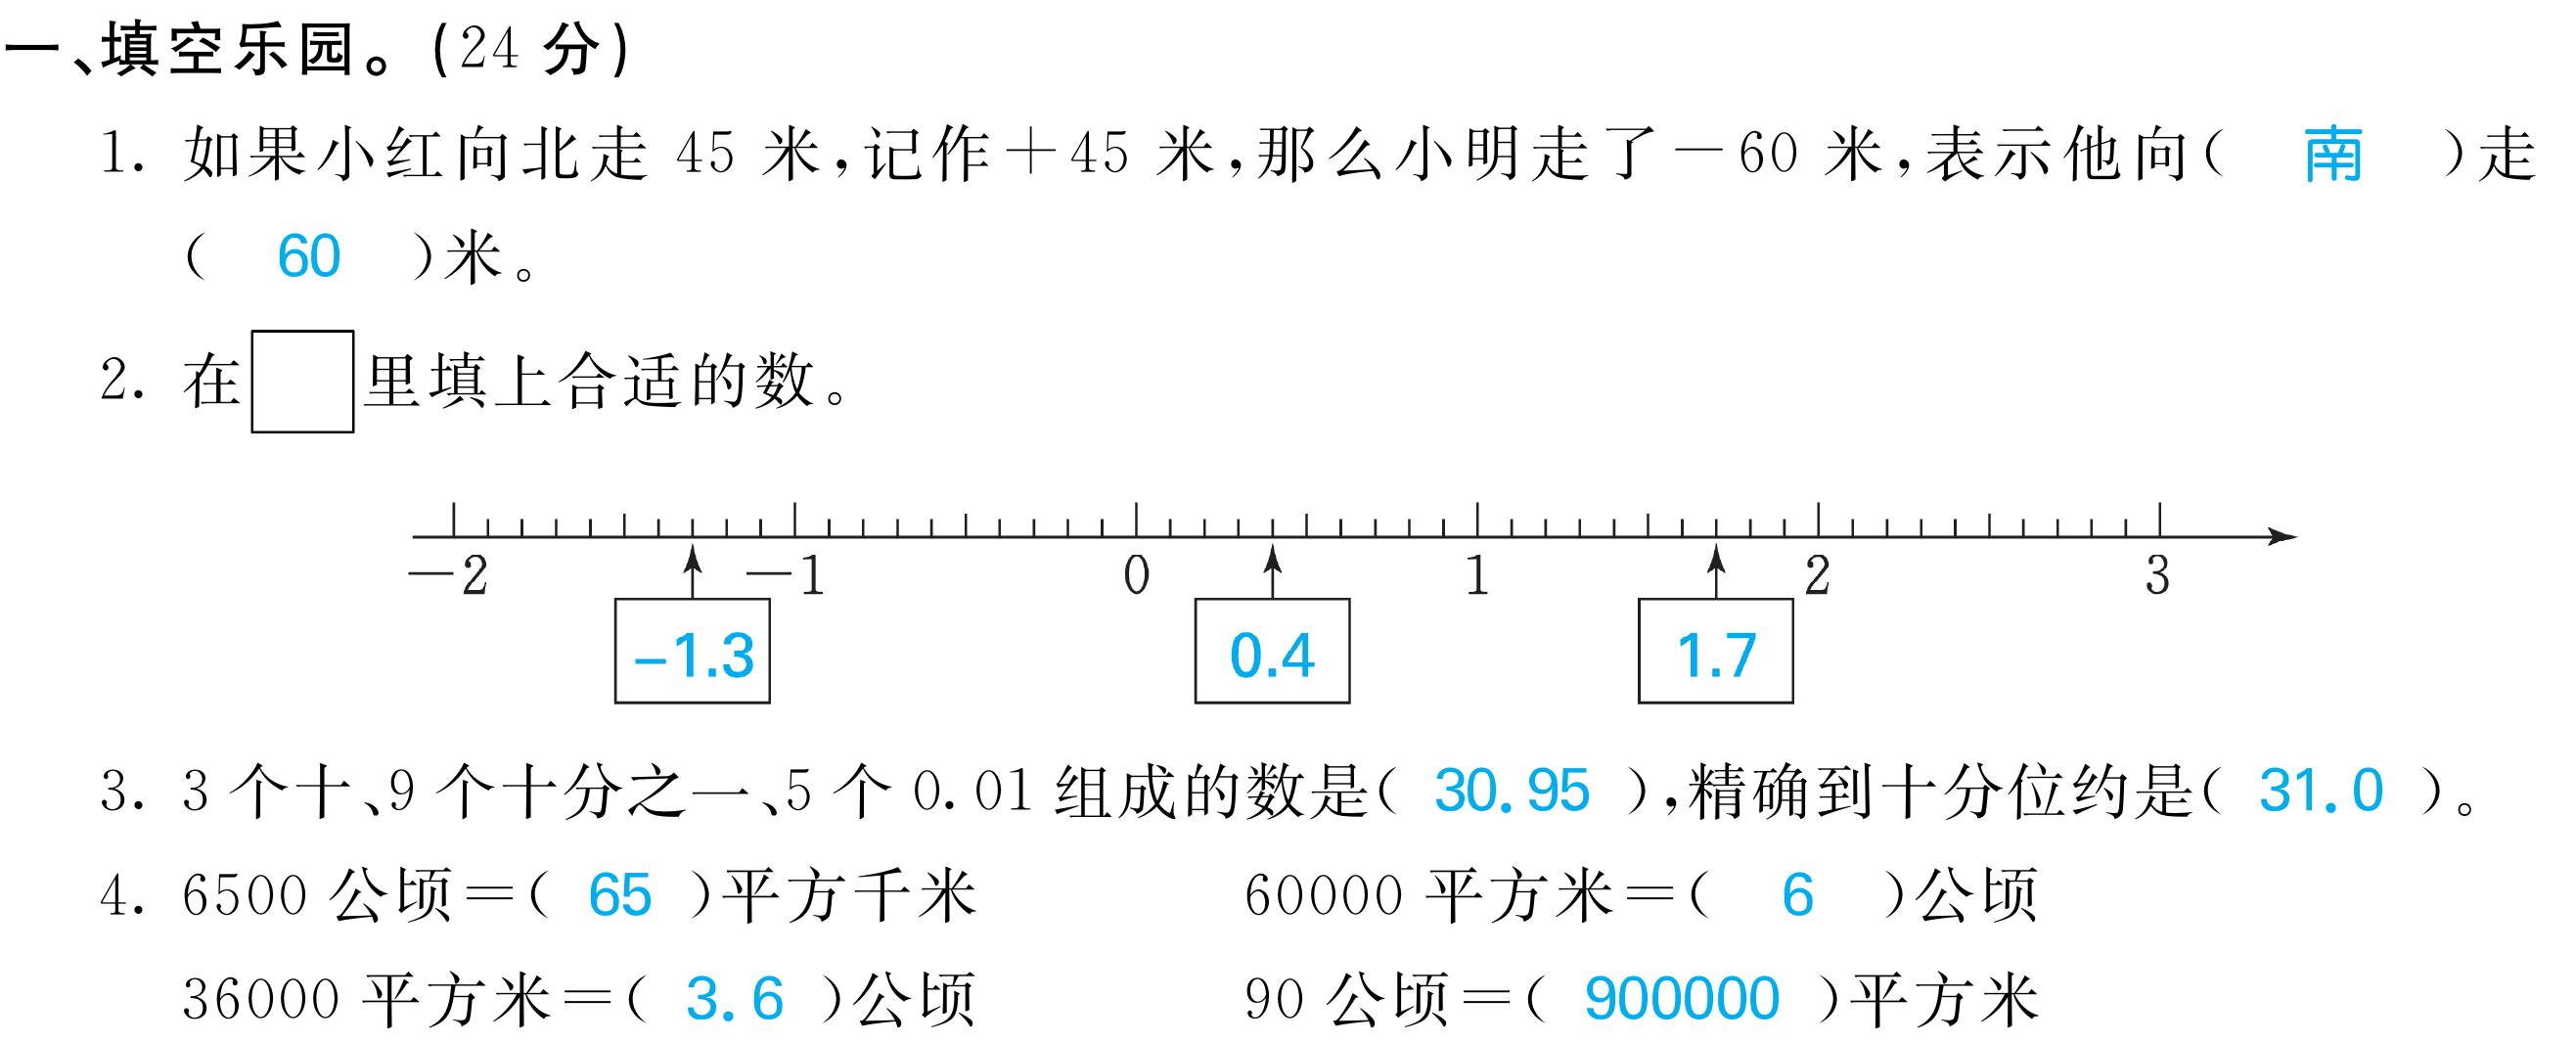 一、填空乐园。(24 分)
1. 如果小红向北走 45 米,记作+45 米,那么小明走了－60 米,表示他向( 南 )走
( 60 )米。
2. 在□里填上合适的数。
－2 －1 0 1 2 3
－1.3 0.4 1.7
3. 3 个十、9 个十分之一、5 个 0.01 组成的数是( 30.95 ),精确到十分位约是( 31.0 )。
4. 6500 公顷=( 65 )平方千米 60000 平方米=( 6 )公顷
36000 平方米=( 3.6 )公顷 90 公顷=( 900000 )平方米